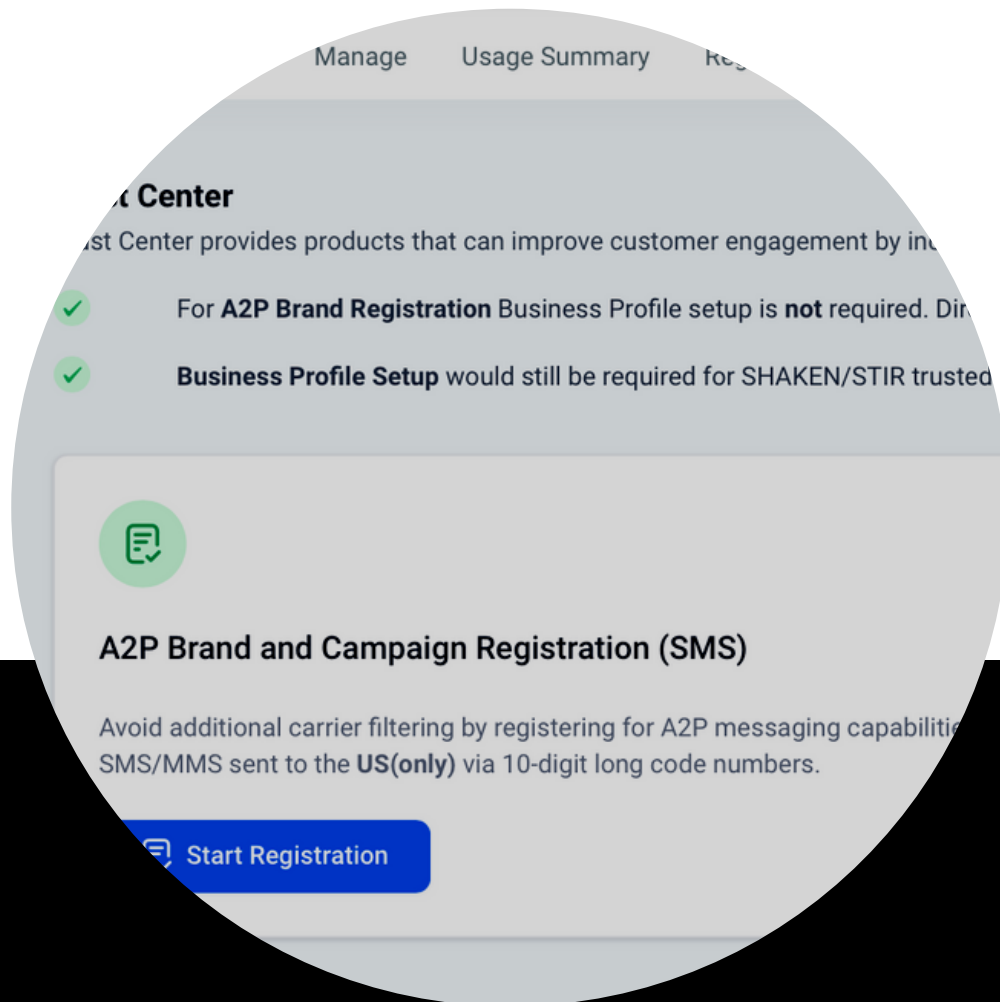 Manage Usage Summary
Center
Center provides products that can improve customer engagement by
For A2P Brand Registration Business Profile setup is not required.
Business Profile Setup would still be required for SHAKEN/STIR trusted
A2P Brand and Campaign Registration (SMS)
Avoid additional carrier filtering by registering for A2P messaging
SMS/MMS sent to the US(only) via 10-digit long code numbers.
Start Registration